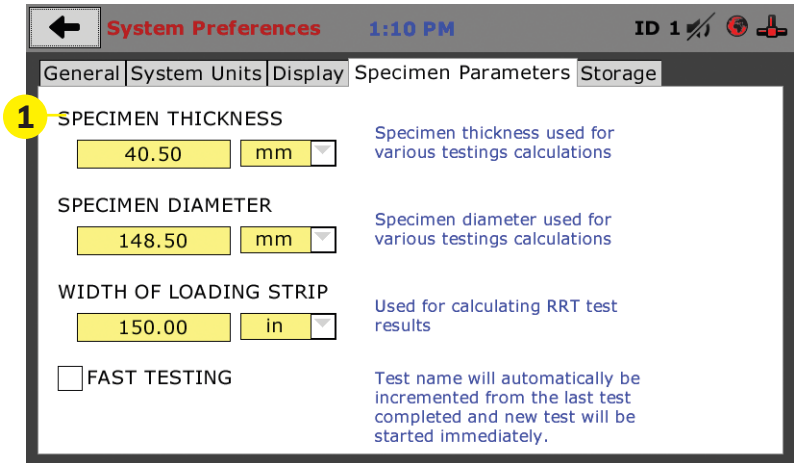 System Preferences 1:10 PM ID 1
General System Units Display Specimen Parameters Storage
1
SPECIMEN THICKNESS
40.50 mm
Specimen thickness used for
various testings calculations
SPECIMEN DIAMETER
148.50 mm
Specimen diameter used for
various testings calculations
WIDTH OF LOADING STRIP
150.00 in
Used for calculating RRT test
results
FAST TESTING
Test name will automatically be
incremented from the last test
completed and new test will be
started immediately.